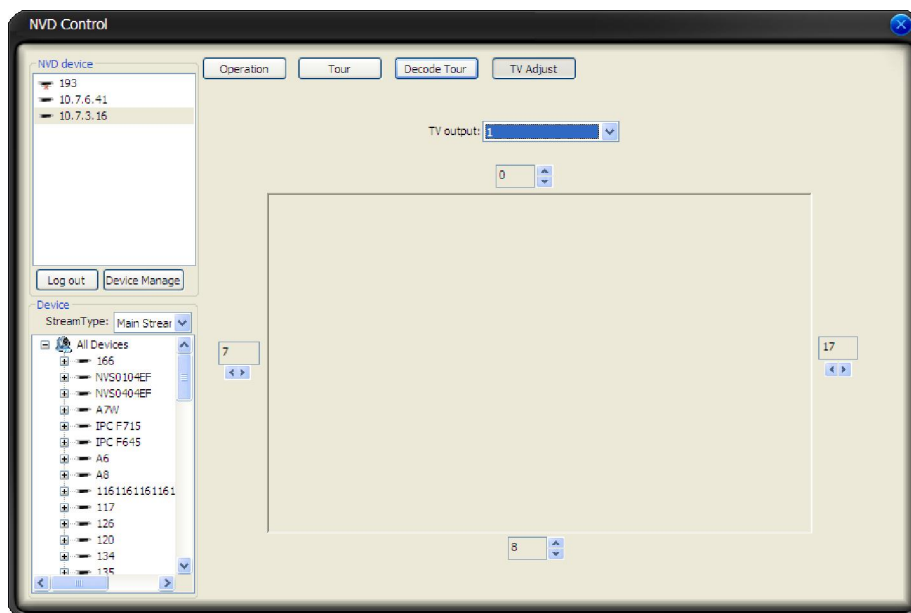 NVD Control
NVD device
193
10.7.6.41
10.7.3.16
Log out
Device Manage
Operation
Tour
Decode Tour
TV Adjust
TV output: 1
0
7
17
8
Device
StreamType: Main Strear
All Devices
166
NVS0104EF
NVS0404EF
A7W
IPC F715
IPC F645
A6
A8
1161161161161
117
126
120
134
135